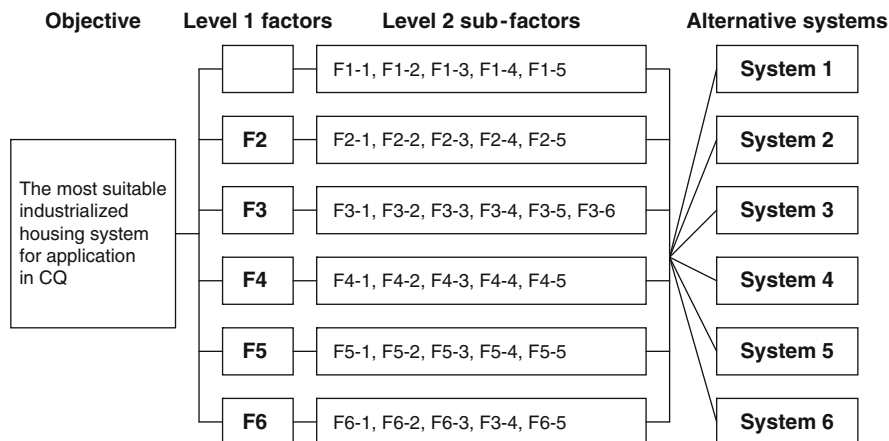 Objective Level 1 factors Level 2 sub-factors Alternative systems
F1-1, F1-2, F1-3, F1-4, F1-5 System 1
F2 F2-1, F2-2, F2-3, F2-4, F2-5 System 2
The most suitable
industrialized
housing system
for application
in CQ
F3 F3-1, F3-2, F3-3, F3-4, F3-5, F3-6 System 3
F4 F4-1, F4-2, F4-3, F4-4, F4-5 System 4
F5 F5-1, F5-2, F5-3, F5-4, F5-5 System 5
F6 F6-1, F6-2, F6-3, F3-4, F6-5 System 6